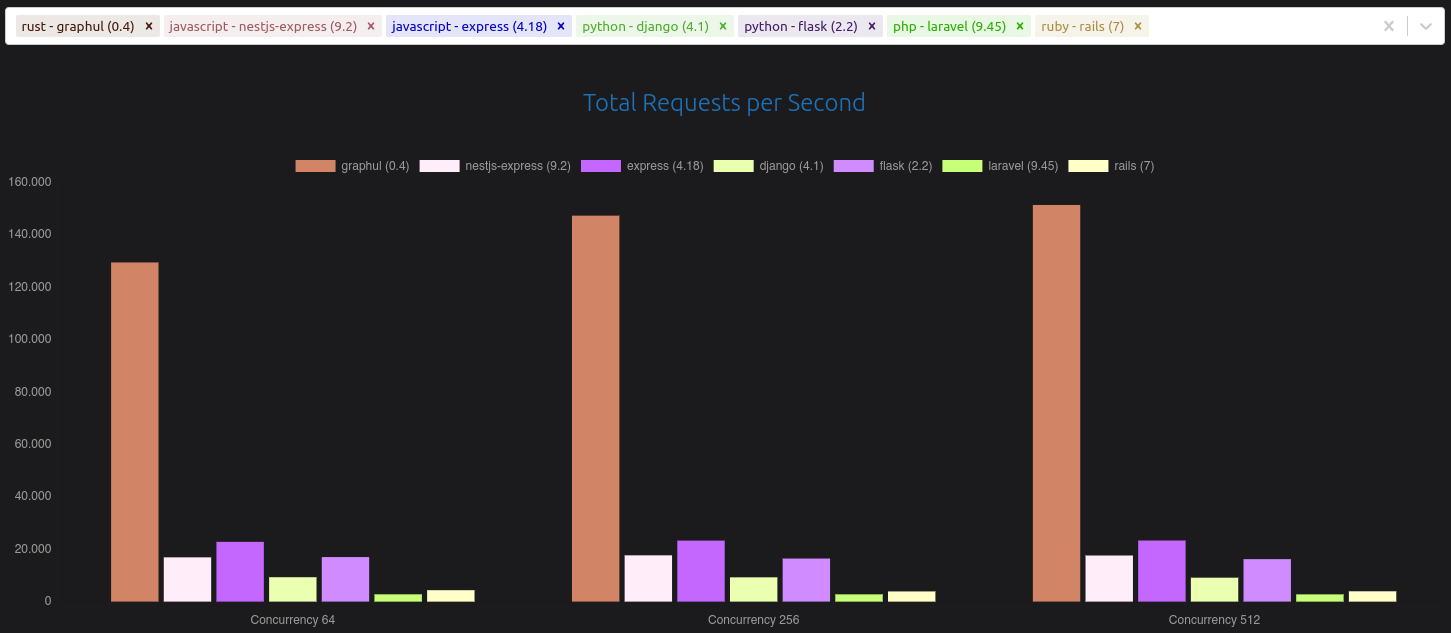 rust - graphul (0.4) × javascript - nestjs-express (9.2) × javascript - express (4.18) × python - django (4.1) × python - flask (2.2) × php - laravel (9.45) × ruby - rails (7) ×
Total Requests per Second
graphul (0.4) nestjs-express (9.2) express (4.18) django (4.1) flask (2.2) laravel (9.45) rails (7)
160.000
140.000
120.000
100.000
80.000
60.000
40.000
20.000
0
Concurrency 64 Concurrency 256 Concurrency 512